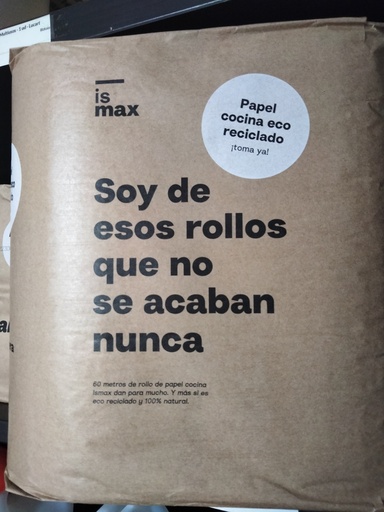 is
max
Papel
cocina eco
reciclado
¡toma ya!
Soy de
esos rollos
que no
se acaban
nunca
60 metros de rollo de papel cocina
ismax dan para mucho. Y más si es
eco reciclado y 100% natural.